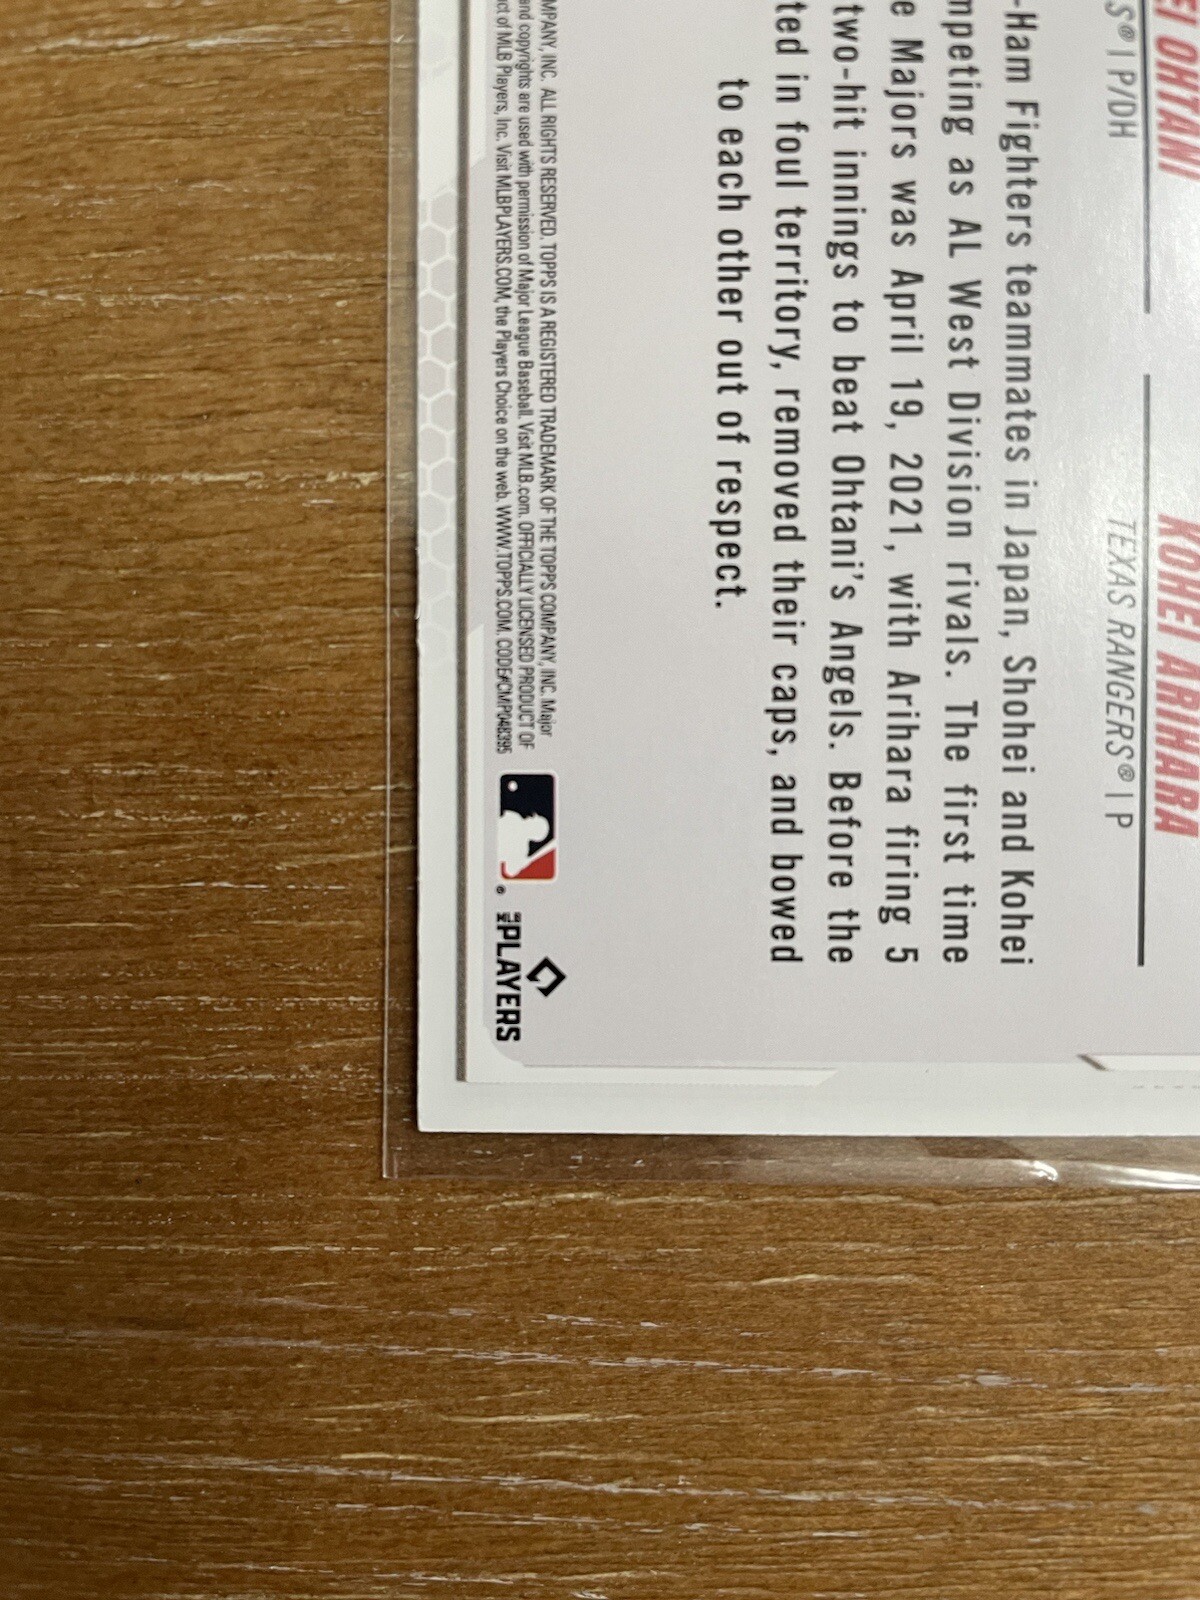 EI OHTANI
KOHEI ARIHARA
S® | P/DH
TEXAS RANGERS® | P
-Ham Fighters teammates in Japan, Shohei and Kohei
mpeting as AL West Division rivals. The first time
e Majors was April 19, 2021, with Arihara firing 5
two-hit innings to beat Ohtani's Angels. Before the
ted in foul territory, removed their caps, and bowed
to each other out of respect.
MPANY, INC. ALL RIGHTS RESERVED. TOPPS IS A REGISTERED TRADEMARK OF THE TOPPS COMPANY, INC. Major
and copyrights are used with permission of Major League Baseball. Visit MLB.com. OFFICIALLY LICENSED PRODUCT OF
ct of MLB Players, Inc. Visit MLBPLAYERS.COM, the Players Choice on the web. WWW.TOPPS.COM. CODE#CMP048395
®
PLAYERS